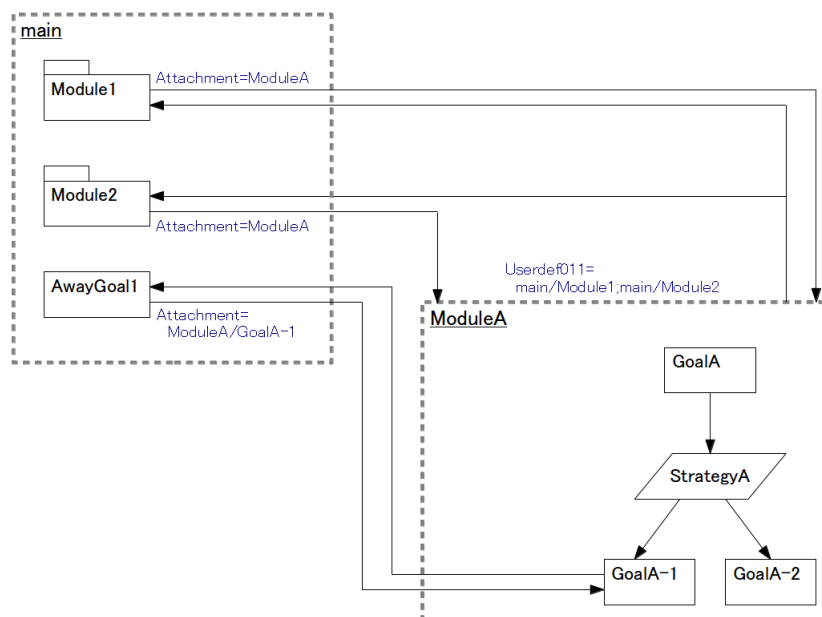 main
Module1
Attachment=ModuleA
Module2
Attachment=ModuleA
AwayGoal1
Attachment=
ModuleA/GoalA-1
Userdef011=
main/Module1;main/Module2
ModuleA
GoalA
StrategyA
GoalA-1
GoalA-2